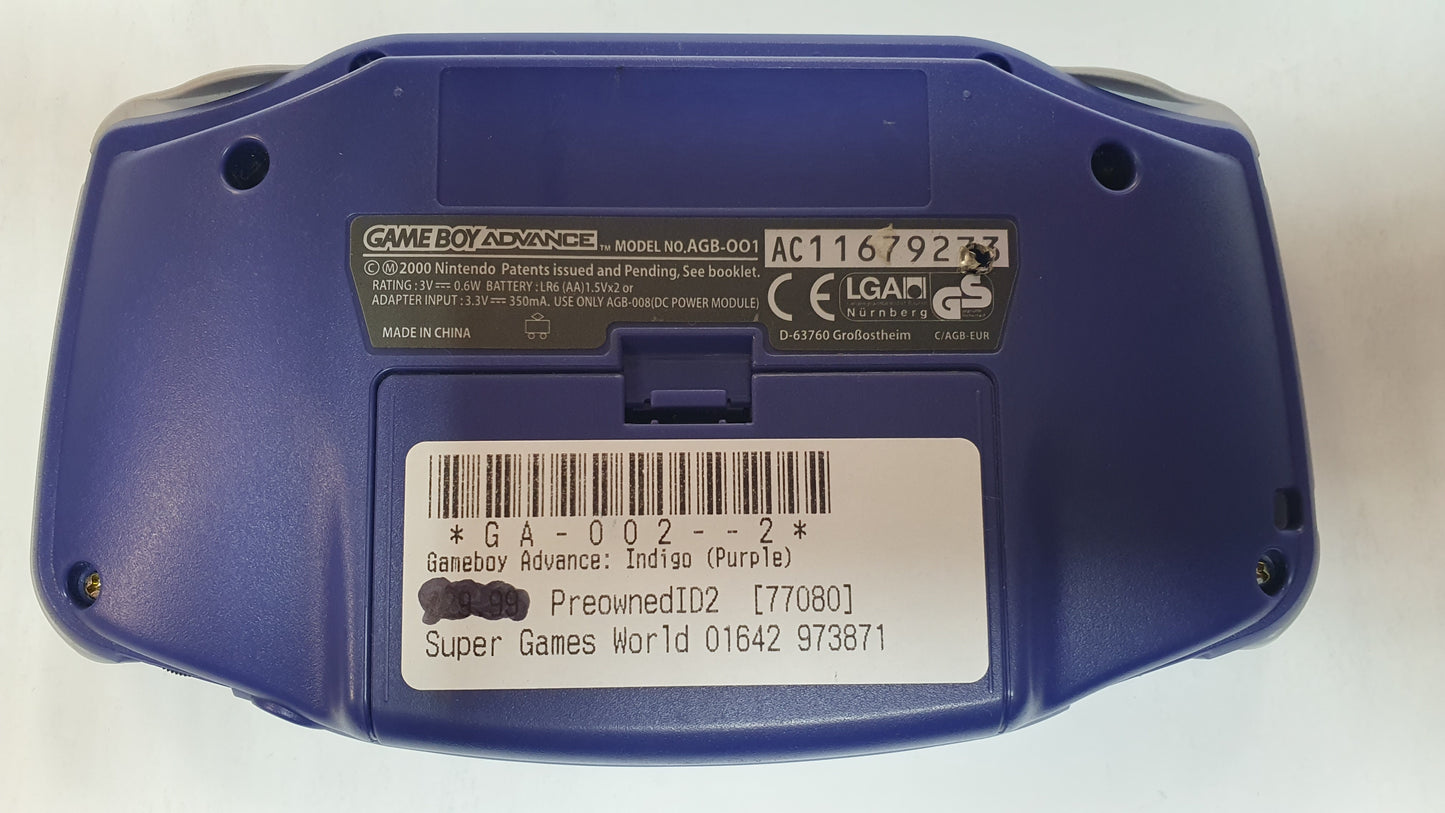 GAME BOY ADVANCE TM MODEL NO.AGB-001
AC11679273
© Ⓜ 2000 Nintendo Patents issued and Pending, See booklet.
RATING : 3V⎓ 0.6W BATTERY : LR6 (AA)1.5V×2 or
ADAPTER INPUT : 3.3V⎓ 350mA. USE ONLY AGB-008(DC POWER MODULE)
MADE IN CHINA
CE
LGA
Nürnberg
GS
D-63760 Großostheim C/AGB-EUR
*GA-002--2*
Gameboy Advance: Indigo (Purple)
PreownedID2 [77080]
Super Games World 01642 973871